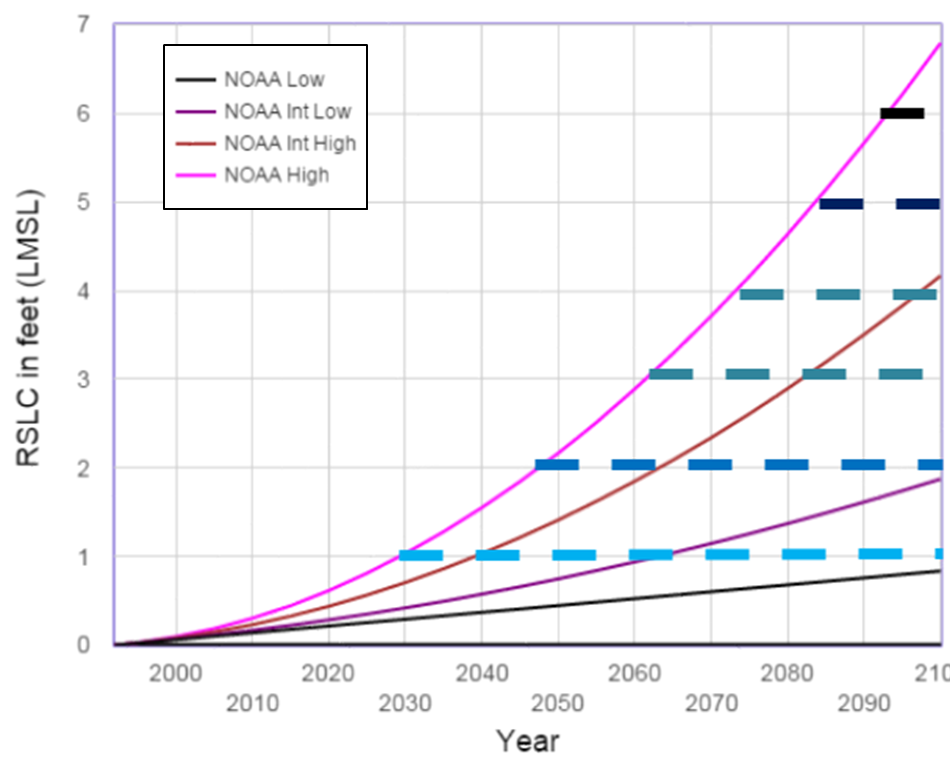 7
6
5
4
3
2
1
0
RSLC in feet (LMSL)
NOAA Low
NOAA Int Low
NOAA Int High
NOAA High
2000 2020 2040 2060 2080 210
2010 2030 2050 2070 2090
Year